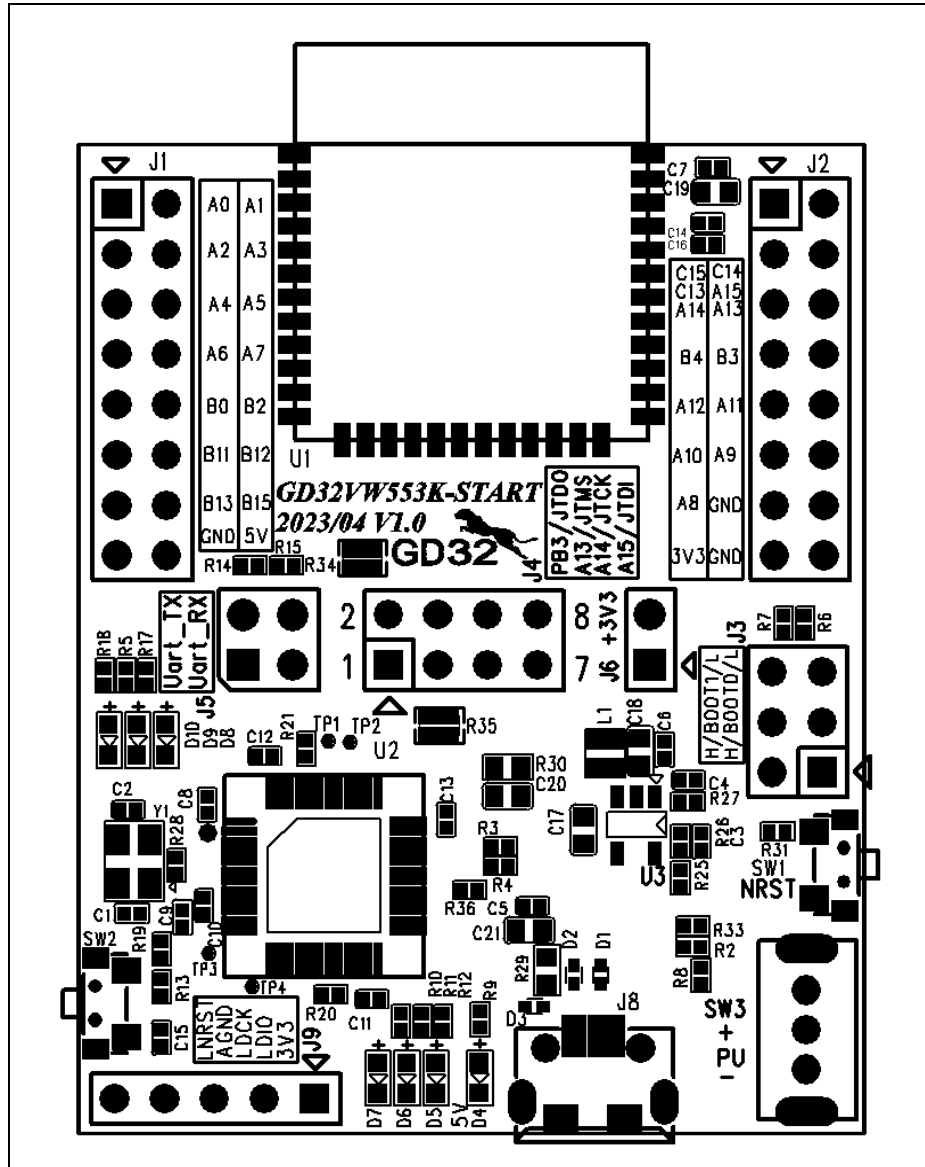 J1
J2
C7
C19
C14
C16
A0 A1
A2 A3
A4 A5
A6 A7
B0 B2
B11 B12
B13 B15
GND 5V
C15 C14
C13 A15
A14 A13
B4 B3
A12 A11
A10 A9
A8 GND
3V3 GND
U1
GD32VW553K-START
2023/04 V1.0
GD32
J4
PB3/JTDO
A13/JTMS
A14/JTCK
A15/JTDI
R15
R14
R34
R18
R5
R17
Uart_TX
Uart_RX
J5
2
1
8
7
+3V3
J6
R7
R6
J3
H/BOOT1/L
H/BOOT0/L
D10
D9
D8
+ + +
C12
R21
TP1
TP2
U2
R35
L1
C18
C6
R30
C20
C4
R27
C2
Y1
C8
R28
C13
C17
R3
R4
R36
U3
R26
C3
R25
R31
SW1
NRST
C1
C9
C10
R19
SW2
C5
C21
R33
R2
R8
R13
TP3
TP4
R20
C11
R10
R11
R12
R9
R29
D2
D1
D3
J8
SW3
+
PU
-
C15
LNRST
AGND
LDCK
LDIO
3V3
J9
+ + + +
D7
D6
D5
5V
D4